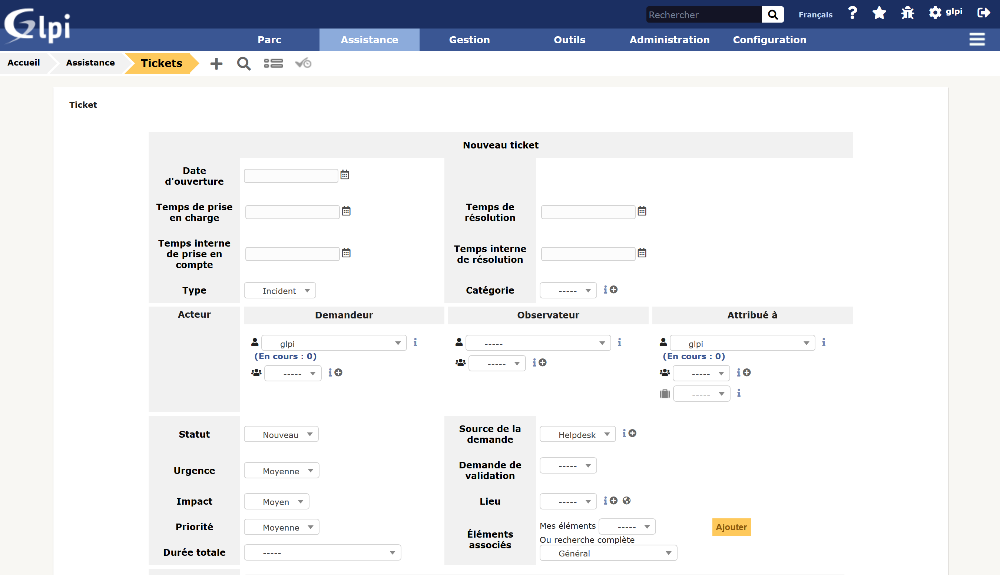 Glpi
Rechercher
Français
glpi
Parc
Assistance
Gestion
Outils
Administration
Configuration
Accueil
Assistance
Tickets
Ticket
Nouveau ticket
Date
d'ouverture
Temps de prise
en charge
Temps de
résolution
Temps interne
de prise en
compte
Temps interne
de résolution
Type
Incident
Catégorie
-----
Acteur
Demandeur
Observateur
Attribué à
glpi
-----
glpi
(En cours : 0)
(En cours : 0)
-----
-----
-----
-----
Statut
Nouveau
Source de la
demande
Helpdesk
Urgence
Moyenne
Demande de
validation
-----
Impact
Moyen
Lieu
-----
Priorité
Moyenne
Éléments
associés
Mes éléments
-----
Ajouter
Ou recherche complète
Général
Durée totale
-----